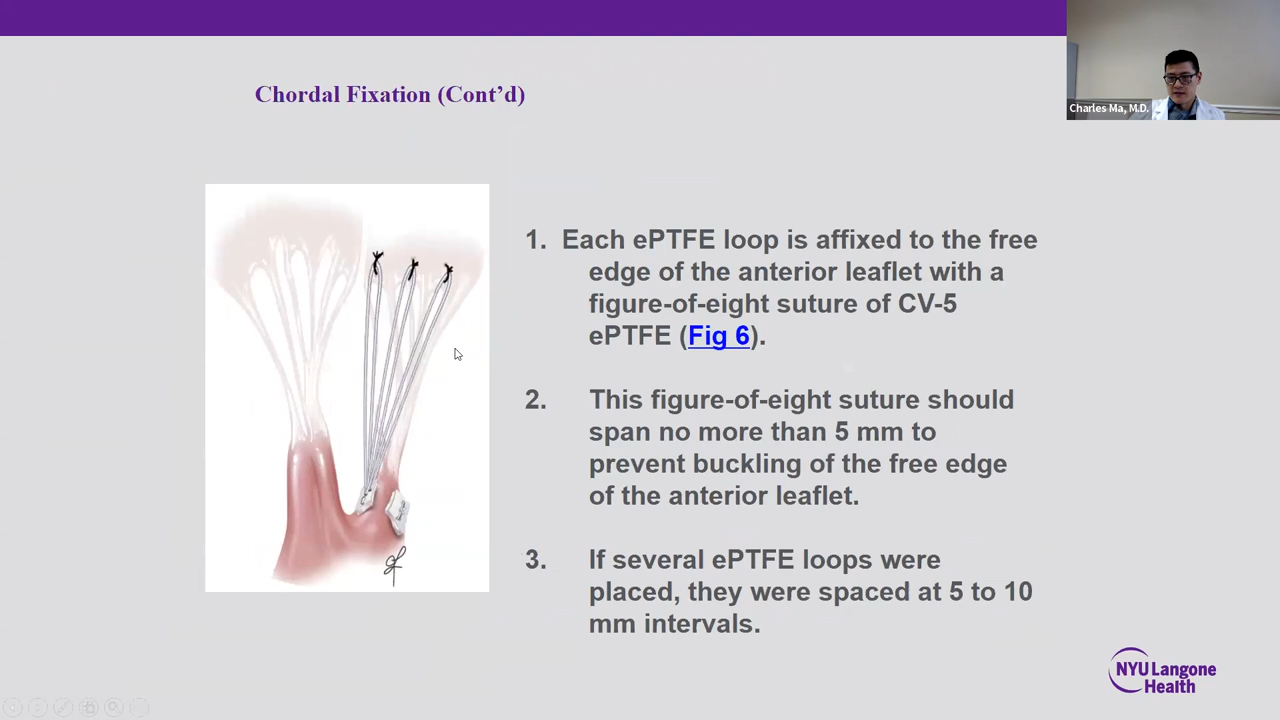 Charles Ma, M.D.
Chordal Fixation (Cont’d)
1. Each ePTFE loop is affixed to the free
edge of the anterior leaflet with a
figure-of-eight suture of CV-5
ePTFE (Fig 6).
2. This figure-of-eight suture should
span no more than 5 mm to
prevent buckling of the free edge
of the anterior leaflet.
3. If several ePTFE loops were
placed, they were spaced at 5 to 10
mm intervals.
NYU Langone
Health